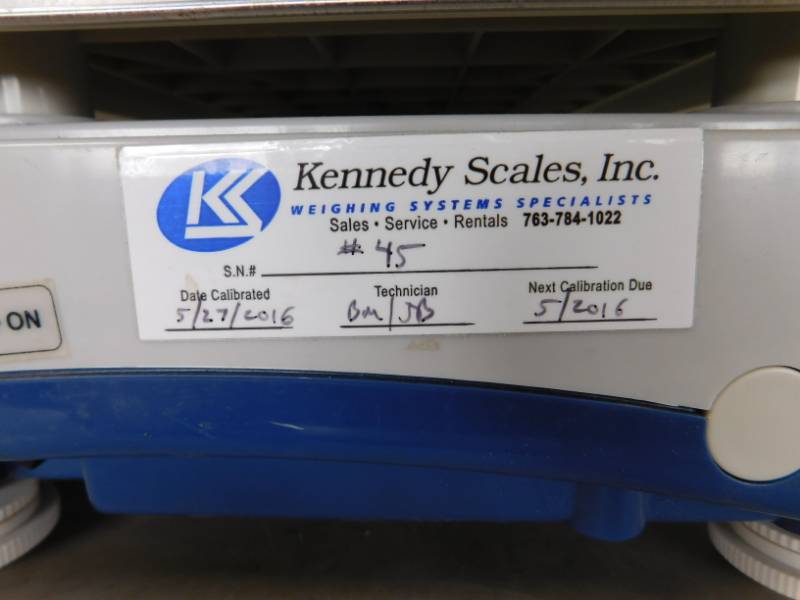 KS
Kennedy Scales, Inc.
WEIGHING SYSTEMS SPECIALISTS
Sales • Service • Rentals 763-784-1022
S.N.# # 45
Date Calibrated Technician Next Calibration Due
5/27/2016 BM/JB 5/2016
ON